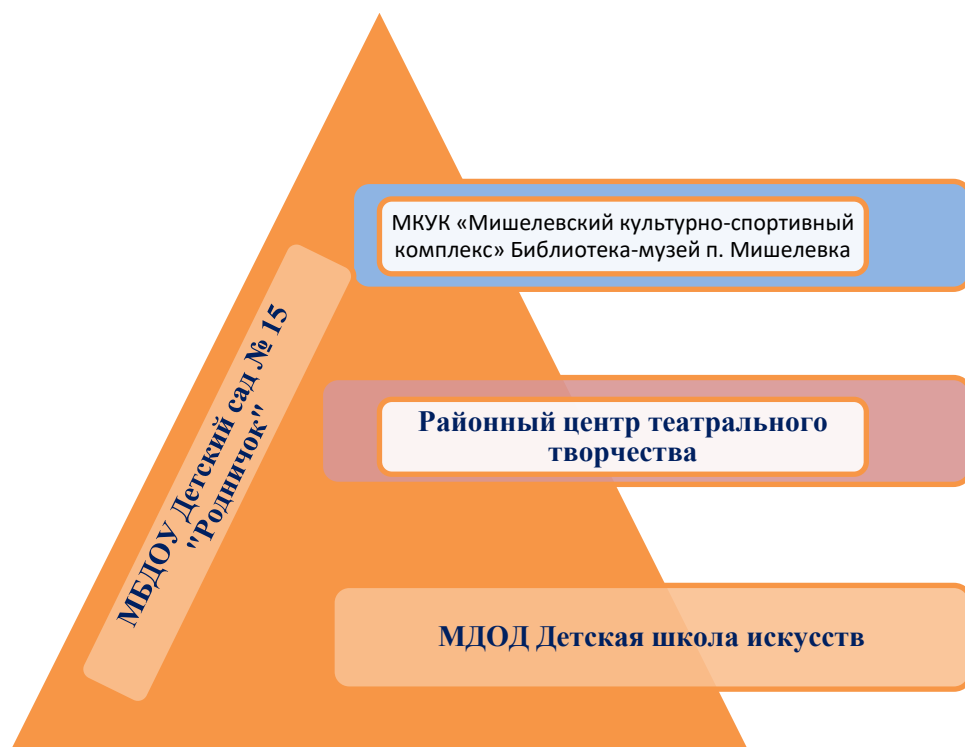 МКУК «Мишелевский культурно-спортивный
комплекс» Библиотека-музей п. Мишелевка
МБДОУ Детский сад № 15
"Родничок"
Районный центр театрального
творчества
МДОД Детская школа искусств